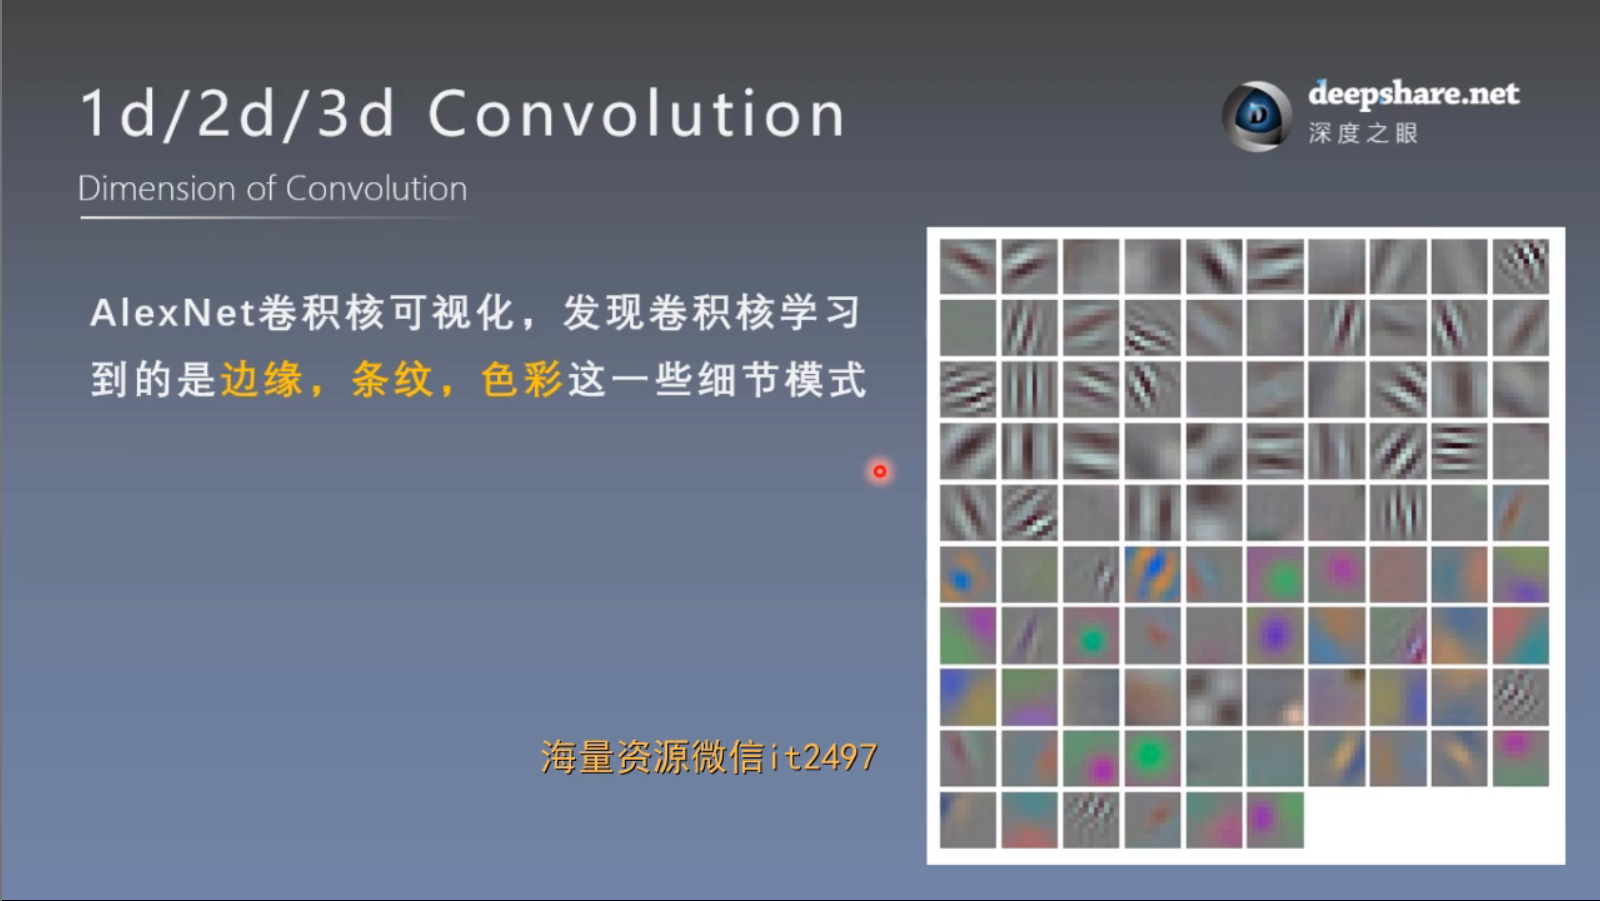 1d/2d/3d Convolution
deepshare.net
深度之眼
Dimension of Convolution
AlexNet卷积核可视化，发现卷积核学习
到的是边缘，条纹，色彩这一些细节模式
海量资源微信it2497